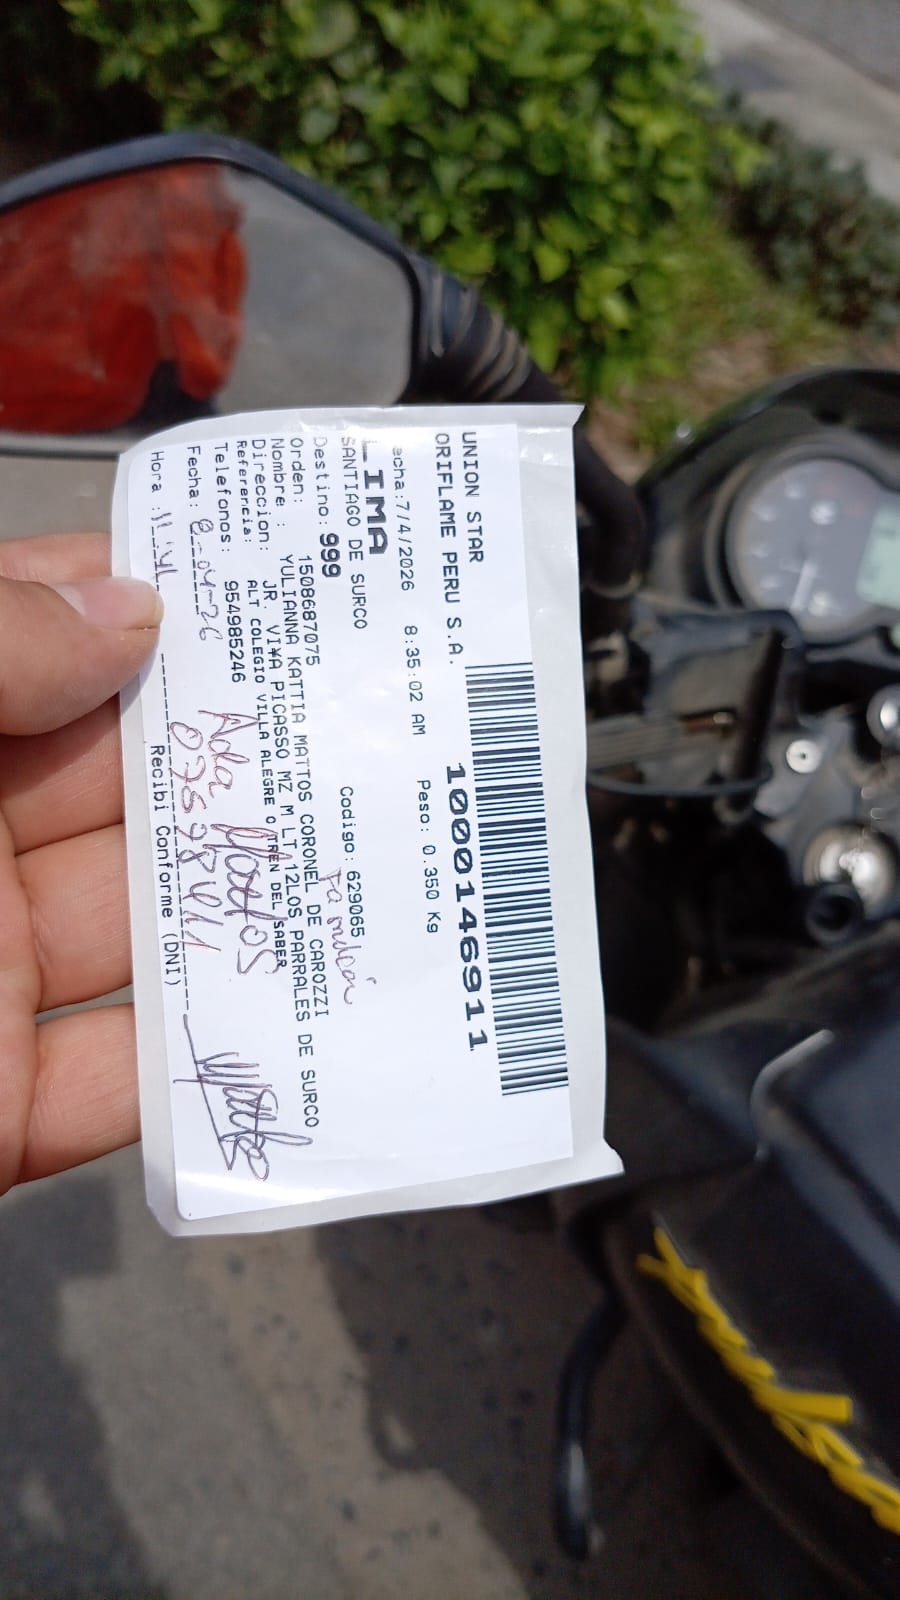 UNION STAR
ORIFLAME PERU S.A.
1000146911
echa:7/4/2026 8:35:02 AM Peso: 0.350 Kg
LIMA
SANTIAGO DE SURCO
Codigo: 629065
Destino: 999
Orden: 1508687075
Nombre : YULIANNA KATTIA MATTOS CORONEL DE CAROZZI
Direccion: JR. VI¥A PICASSO MZ M LT 12LOS PARRALES DE SURCO
Referencia: ALT COLEGIO VILLA ALEGRE O TREN DEL SABER
Telefonos: 954985246
Ada Mattos
Fecha: 8-04-26
Hora :
Recibi Conforme (DNI)